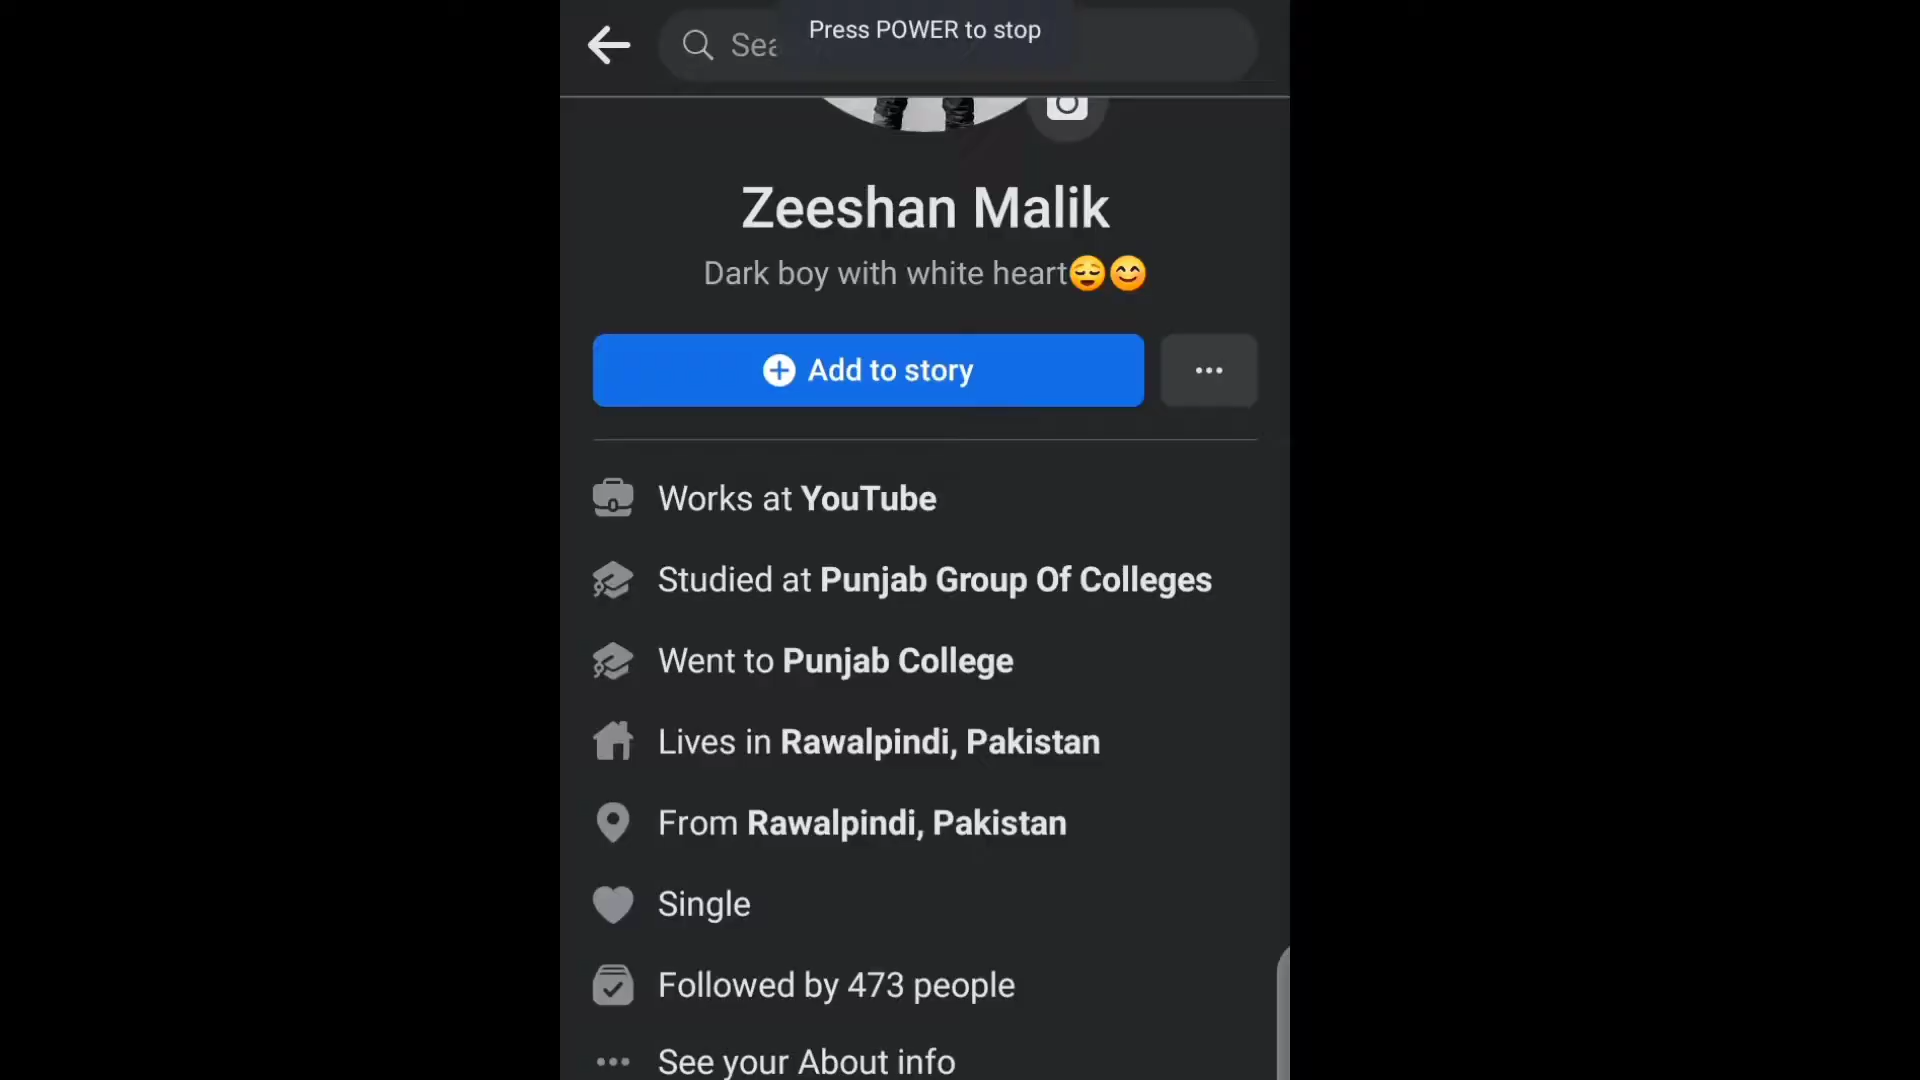 Press POWER to stop
Sea
Zeeshan Malik
Dark boy with white heart😌😊
Add to story
Works at YouTube
Studied at Punjab Group Of Colleges
Went to Punjab College
Lives in Rawalpindi, Pakistan
From Rawalpindi, Pakistan
Single
Followed by 473 people
See your About info